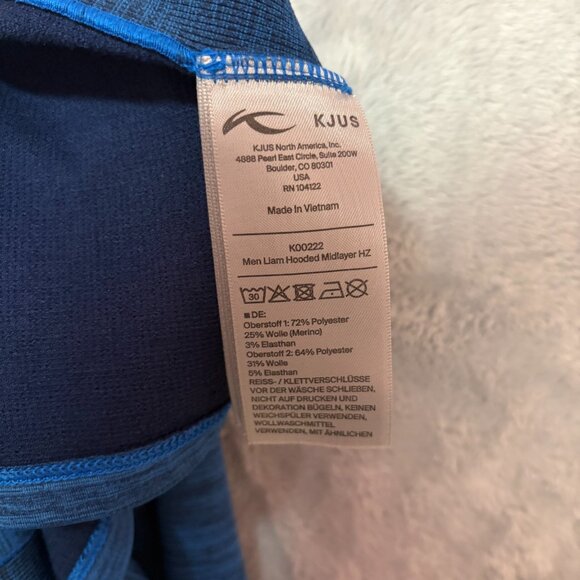 KJUS
KJUS North America, Inc.
4888 Pearl East Circle, Suite 200W
Boulder, CO 80301
USA
RN 104122
Made In Vietnam
K00222
Men Liam Hooded Midlayer HZ
30
DE:
Oberstoff 1: 72% Polyester
25% Wolle (Merino)
3% Elasthan
Oberstoff 2: 64% Polyester
31% Wolle
5% Elasthan
REISS- / KLETTVERSCHLÜSSE
VOR DER WÄSCHE SCHLIEßEN,
NICHT AUF DRUCKEN UND
DEKORATION BÜGELN, KEINEN
WEICHSPÜLER VERWENDEN,
WOLLWASCHMITTEL
VERWENDEN, MIT ÄHNLICHEN